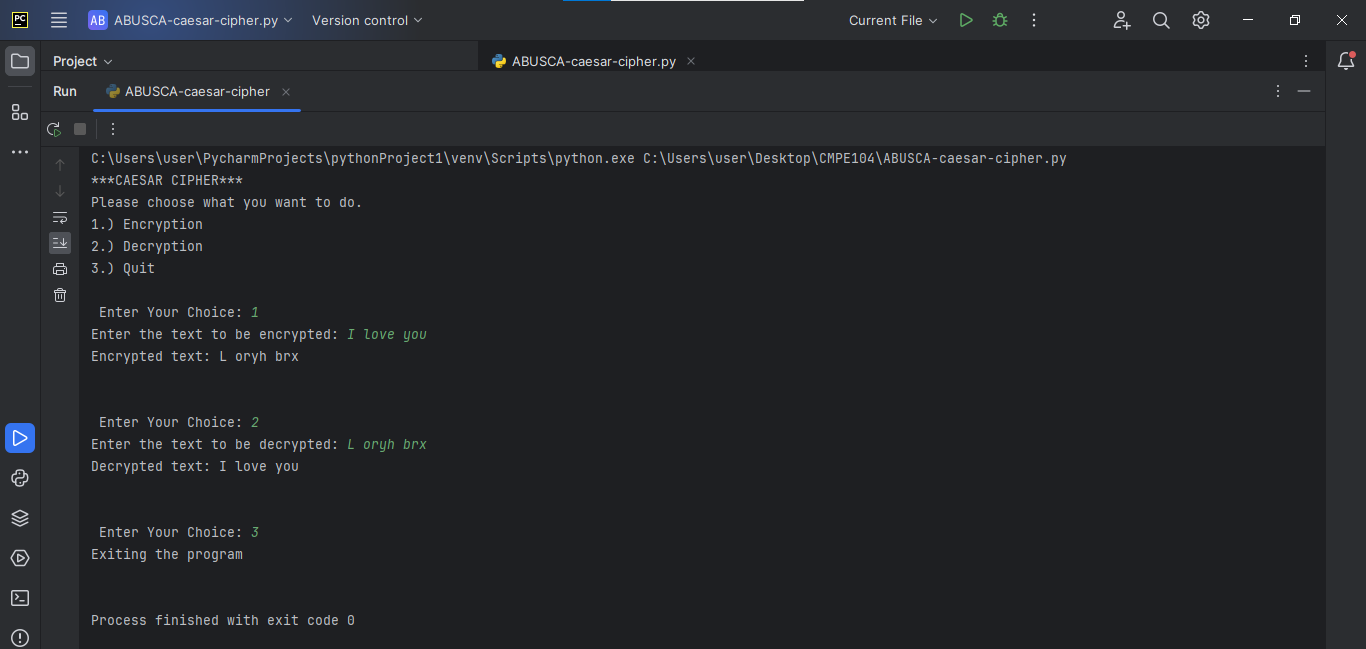 PC
AB ABUSCA-caesar-cipher.py Version control Current File
Project ABUSCA-caesar-cipher.py
Run ABUSCA-caesar-cipher
C:\Users\user\PycharmProjects\pythonProject1\venv\Scripts\python.exe C:\Users\user\Desktop\CMPE104\ABUSCA-caesar-cipher.py
***CAESAR CIPHER***
Please choose what you want to do.
1.) Encryption
2.) Decryption
3.) Quit
Enter Your Choice: 1
Enter the text to be encrypted: I love you
Encrypted text: L oryh brx
Enter Your Choice: 2
Enter the text to be decrypted: L oryh brx
Decrypted text: I love you
Enter Your Choice: 3
Exiting the program
Process finished with exit code 0